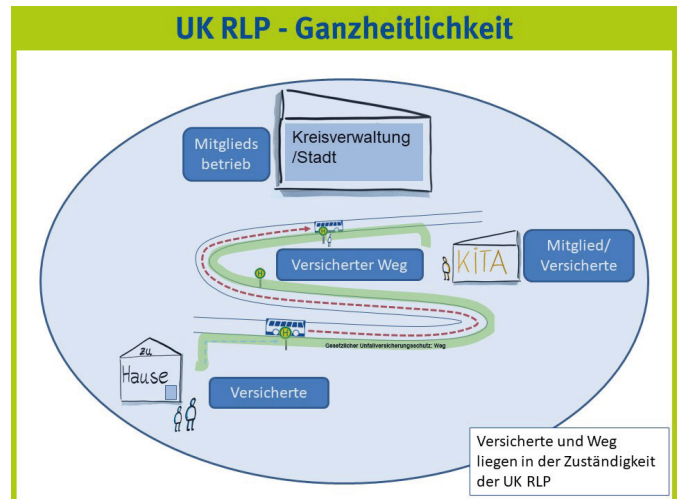 UK RLP - Ganzheitlichkeit
Mitglieds
betrieb
Kreisverwaltung
/Stadt
H
Versicherter Weg
KITA
Mitglied/
Versicherte
H
H
Gesetzlicher Unfallversicherungsschutz: Weg
zu
Hause
Versicherte
Versicherte und Weg
liegen in der Zuständigkeit
der UK RLP